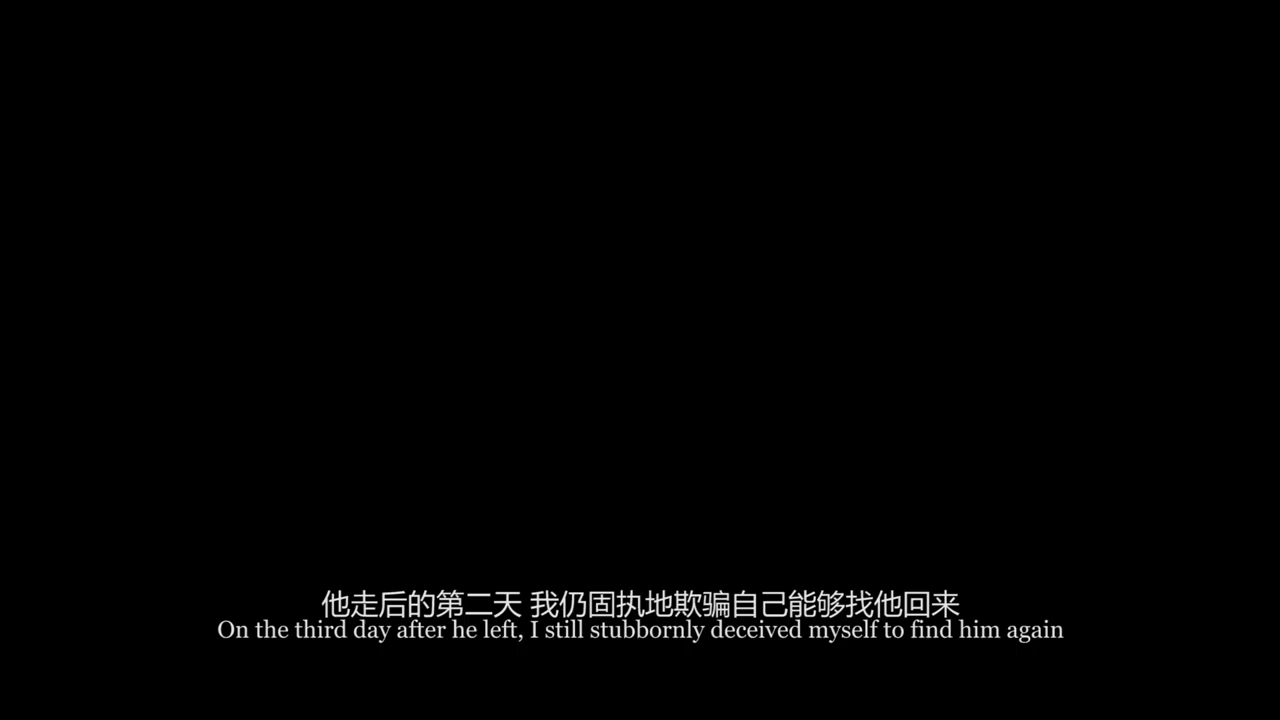 他走后的第二天 我仍固执地欺骗自己能够找他回来
On the third day after he left, I still stubbornly deceived myself to find him again